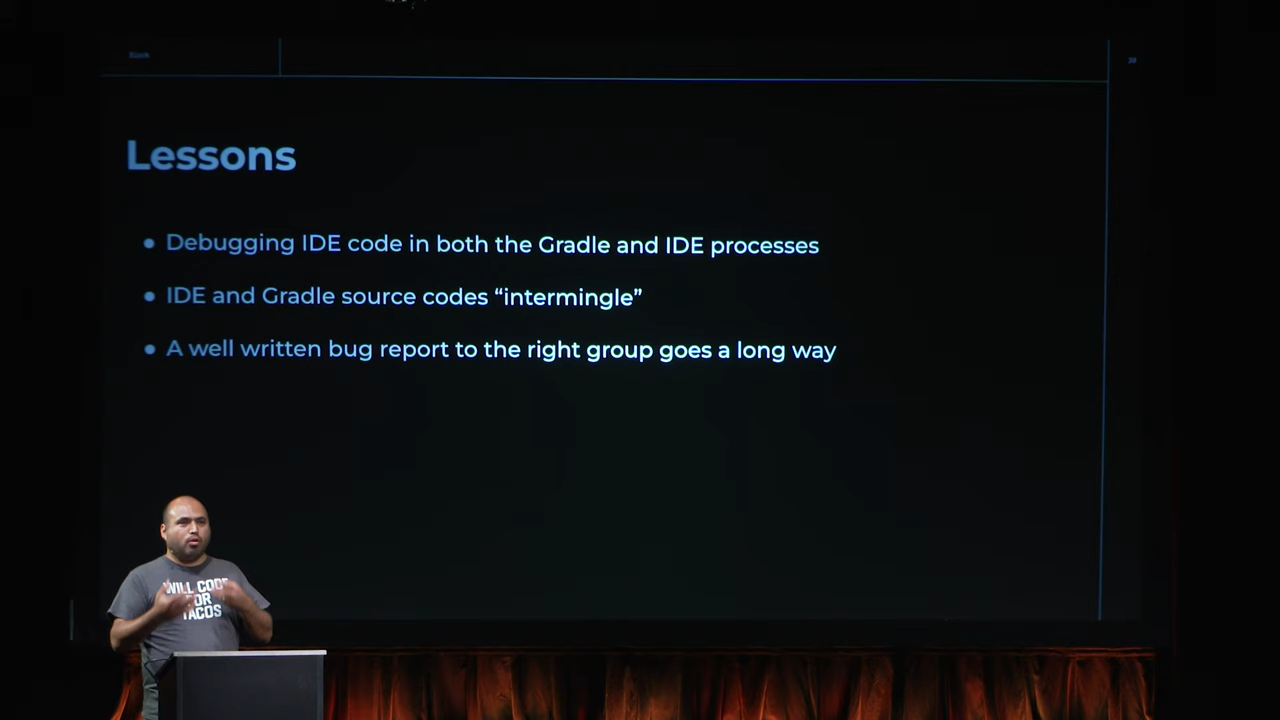 Lessons
Debugging IDE code in both the Gradle and IDE processes
IDE and Gradle source codes “intermingle”
A well written bug report to the right group goes a long way
WILL CODE
FOR
TACOS